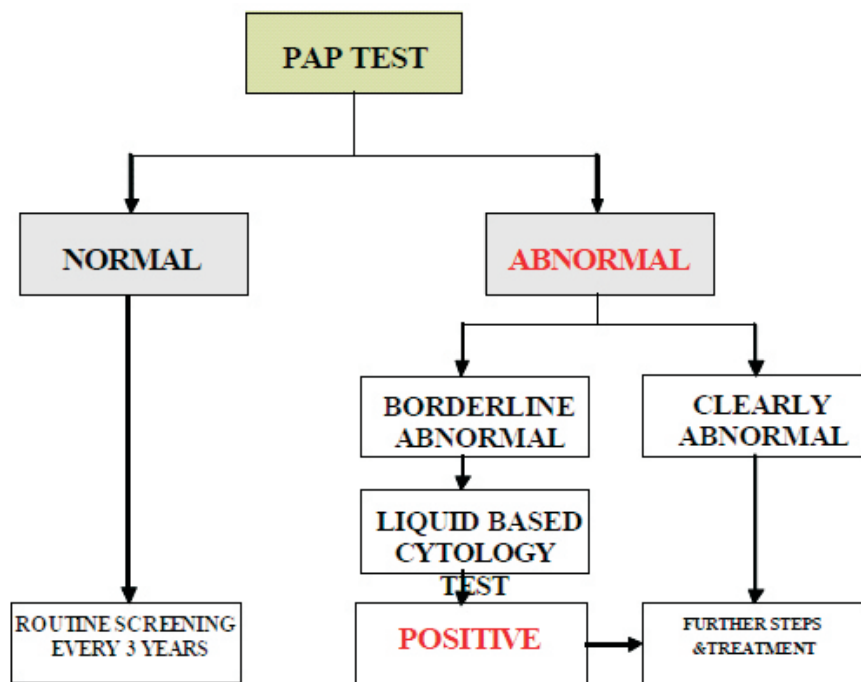 PAP TEST
NORMAL
ABNORMAL
BORDERLINE
ABNORMAL
CLEARLY
ABNORMAL
LIQUID BASED
CYTOLOGY
TEST
ROUTINE SCREENING
EVERY 3 YEARS
POSITIVE
FURTHER STEPS
&TREATMENT